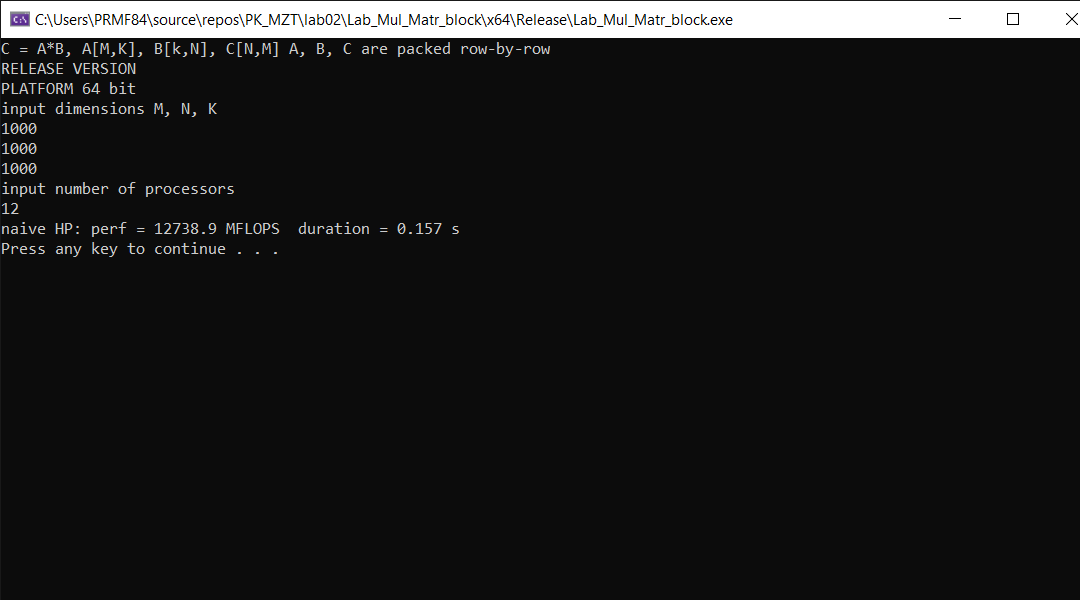 C:\Users\PRMF84\source\repos\PK_MZT\lab02\Lab_Mul_Matr_block\x64\Release\Lab_Mul_Matr_block.exe
C = A*B, A[M,K], B[k,N], C[N,M] A, B, C are packed row-by-row
RELEASE VERSION
PLATFORM 64 bit
input dimensions M, N, K
1000
1000
1000
input number of processors
12
naive HP: perf = 12738.9 MFLOPS  duration = 0.157 s
Press any key to continue . . .